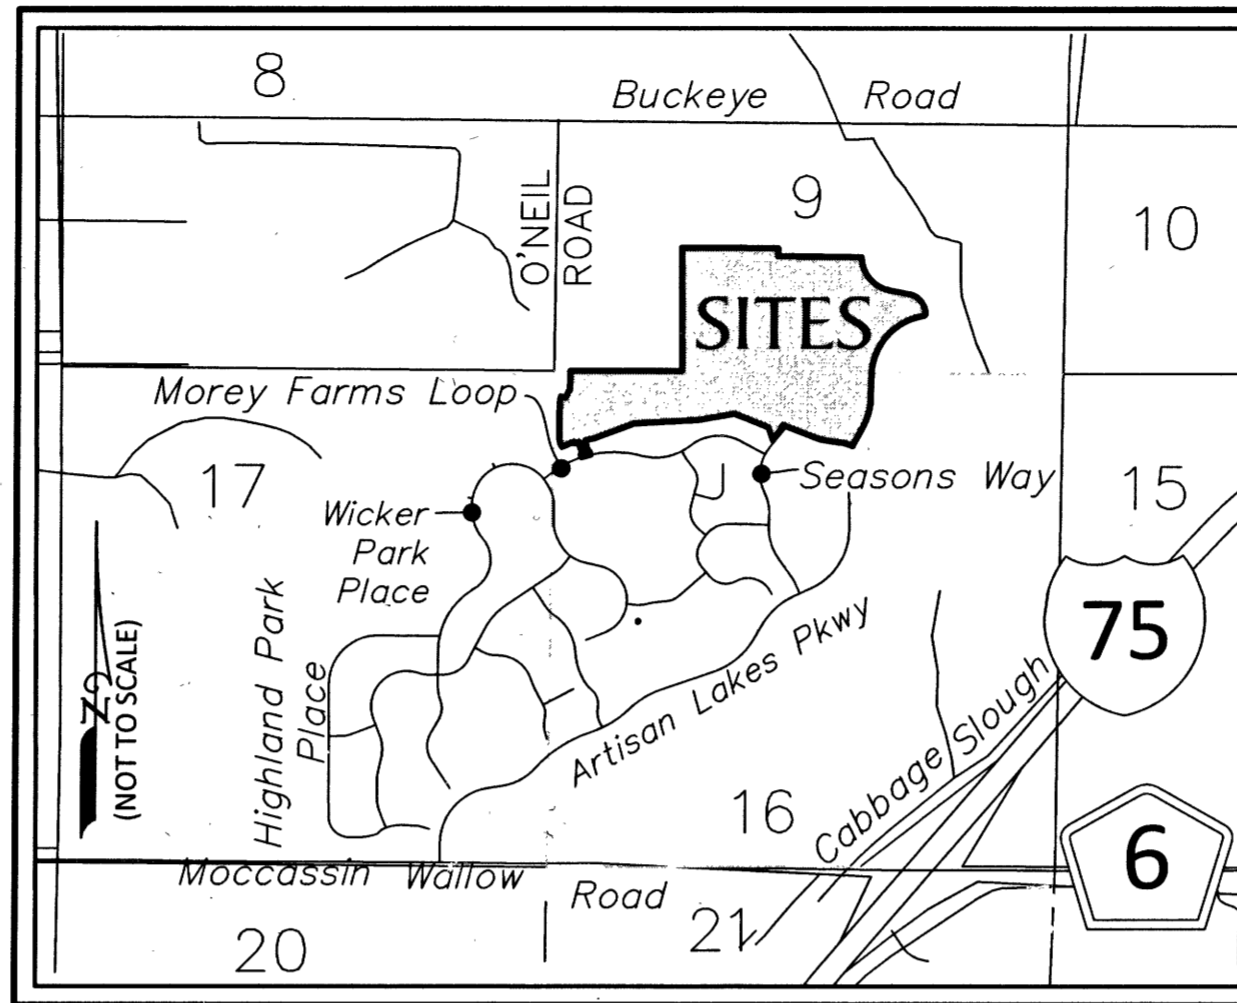 8
Buckeye Road
O'NEIL
ROAD
9
10
SITES
Morey Farms Loop
17
Seasons Way
15
Wicker
Park
Place
75
Highland Park
Place
Artisan Lakes Pkwy
N
(NOT TO SCALE)
Cabbage Slough
16
6
Moccassin Wallow
Road
20
21